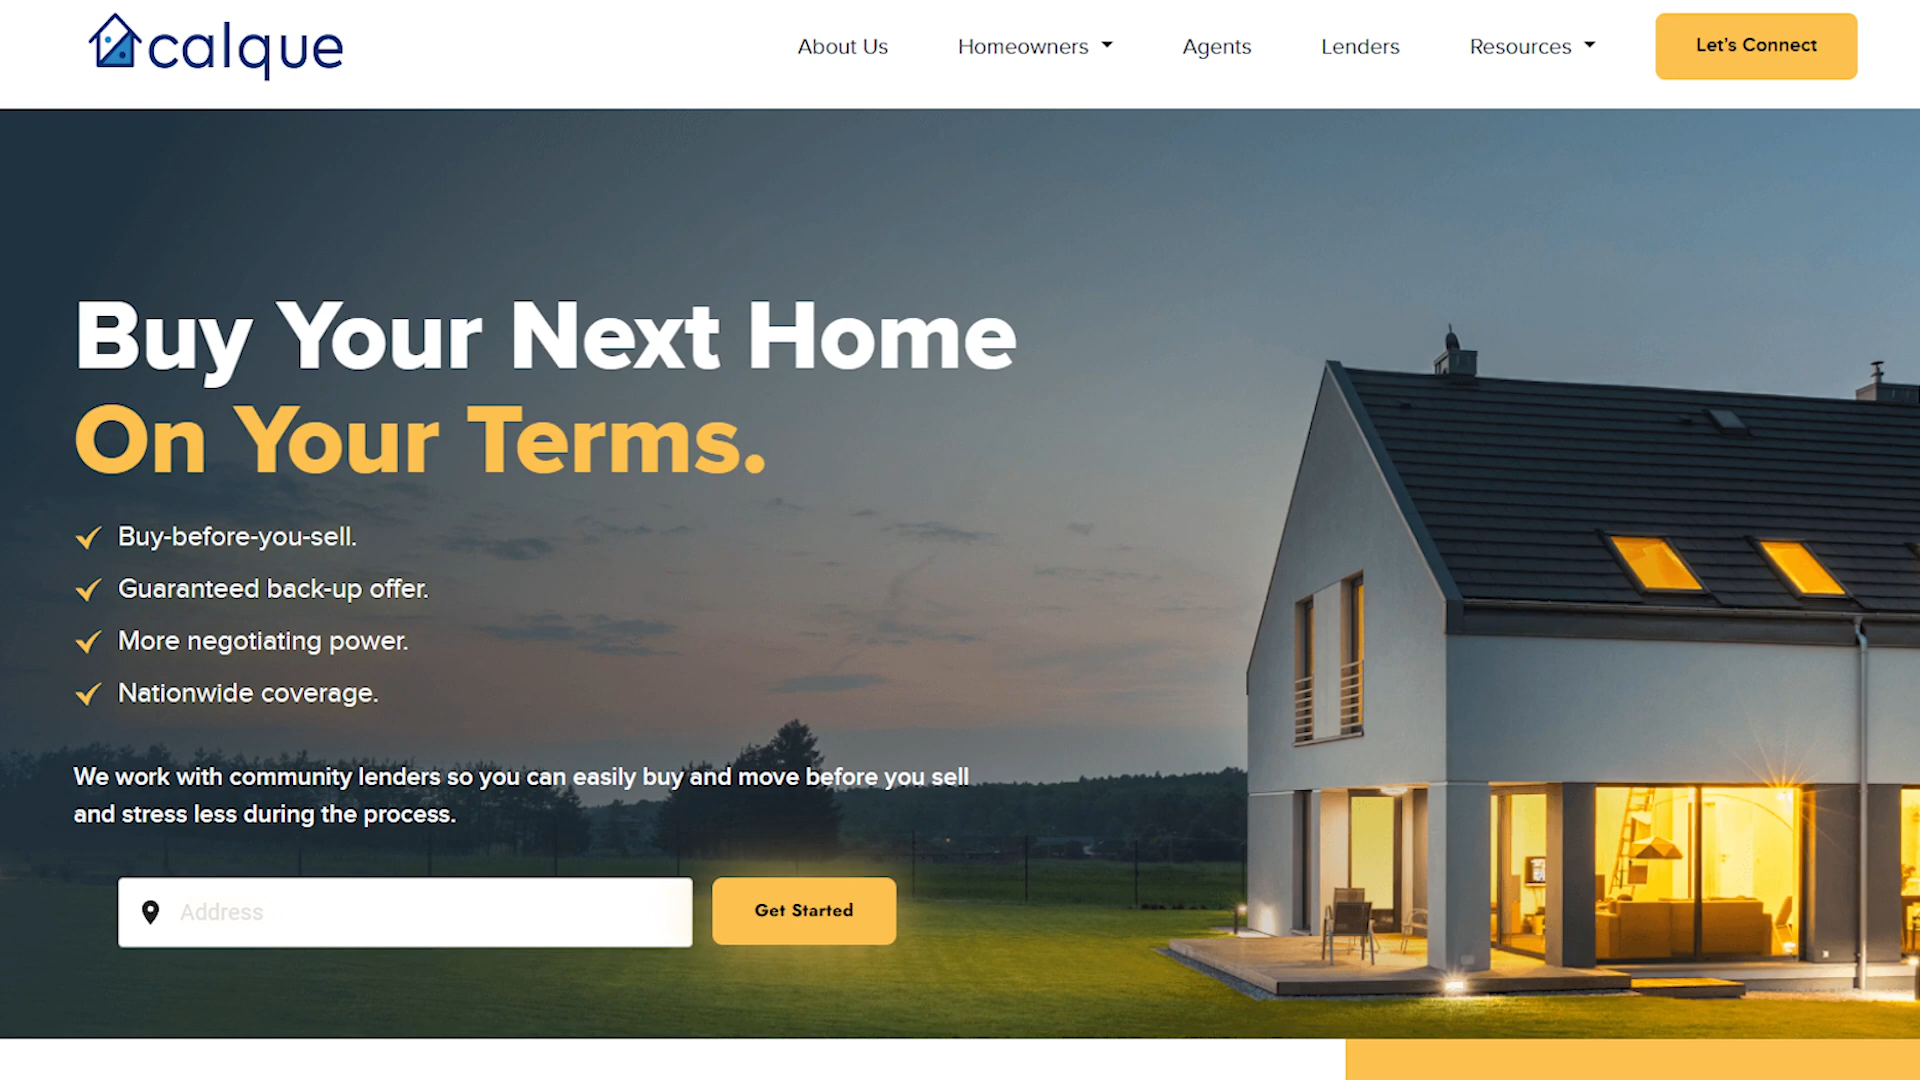 calque
About Us
Homeowners
Agents
Lenders
Resources
Let's Connect
Buy Your Next Home
On Your Terms.
Buy-before-you-sell.
Guaranteed back-up offer.
More negotiating power.
Nationwide coverage.
We work with community lenders so you can easily buy and move before you sell
and stress less during the process.
Address
Get Started